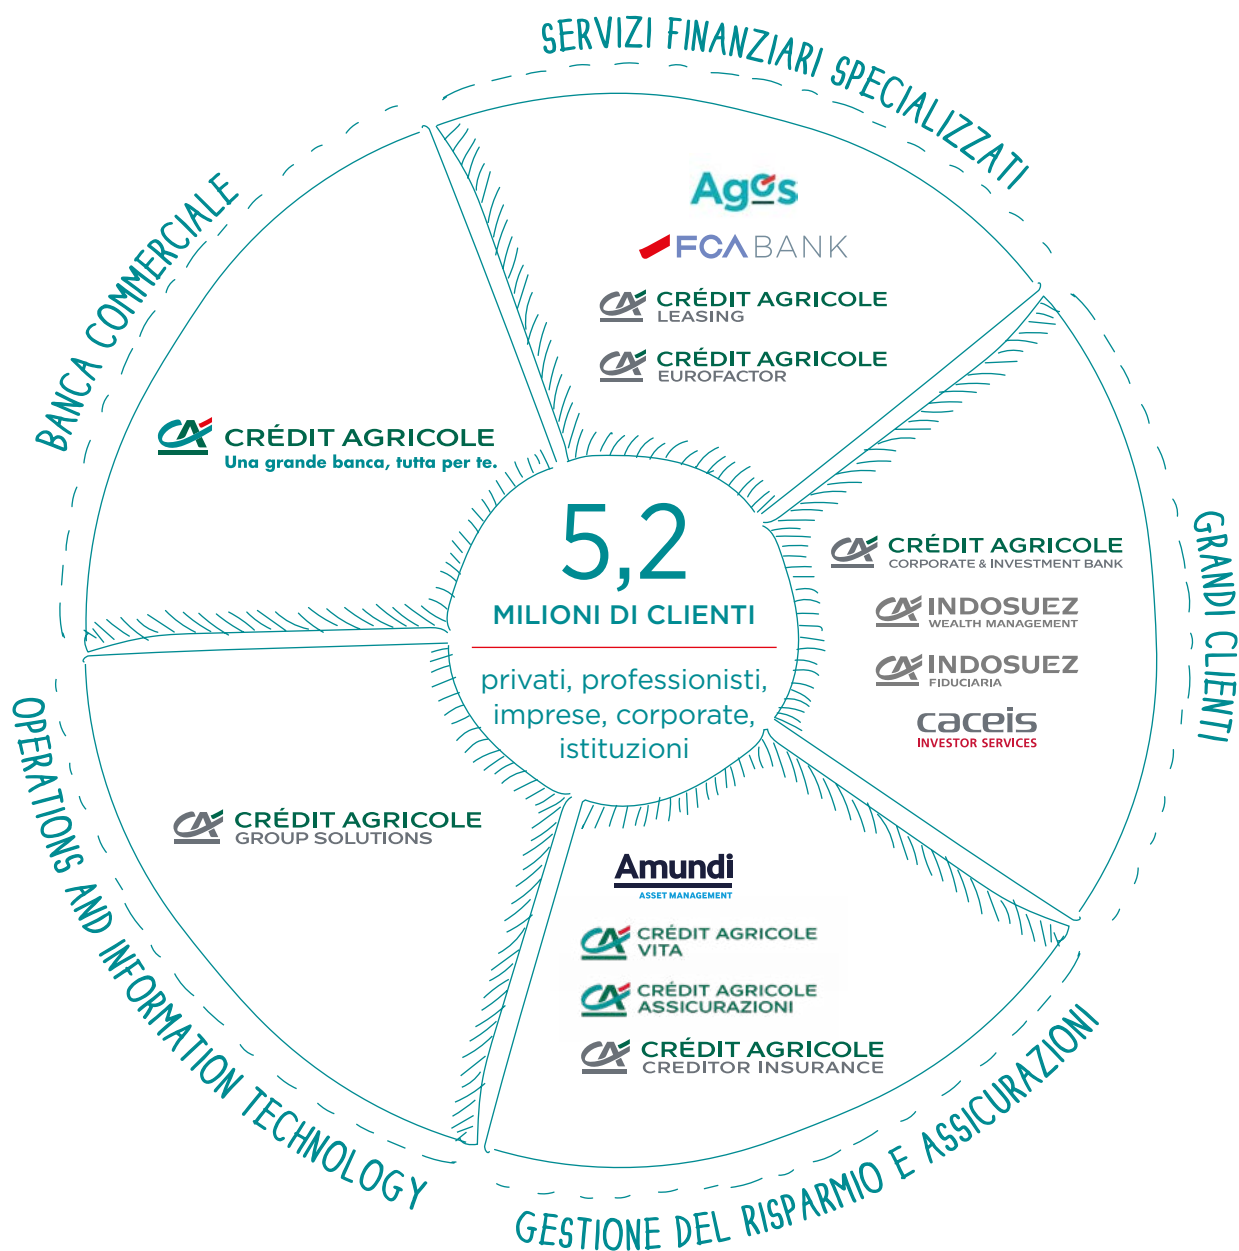 SERVIZI FINANZIARI SPECIALIZZATI
Agos
FCA BANK
CRÉDIT AGRICOLE
LEASING
CRÉDIT AGRICOLE
EUROFACTOR
BANCA COMMERCIALE
CRÉDIT AGRICOLE
Una grande banca, tutta per te.
5,2
MILIONI DI CLIENTI
privati, professionisti,
imprese, corporate,
istituzioni
GRANDI CLIENTI
CRÉDIT AGRICOLE
CORPORATE & INVESTMENT BANK
INDOSUEZ
WEALTH MANAGEMENT
INDOSUEZ
FIDUCIARIA
caceis
INVESTOR SERVICES
OPERATIONS AND INFORMATION TECHNOLOGY
CRÉDIT AGRICOLE
GROUP SOLUTIONS
Amundi
ASSET MANAGEMENT
CRÉDIT AGRICOLE
VITA
CRÉDIT AGRICOLE
ASSICURAZIONI
CRÉDIT AGRICOLE
CREDITOR INSURANCE
GESTIONE DEL RISPARMIO E ASSICURAZIONI